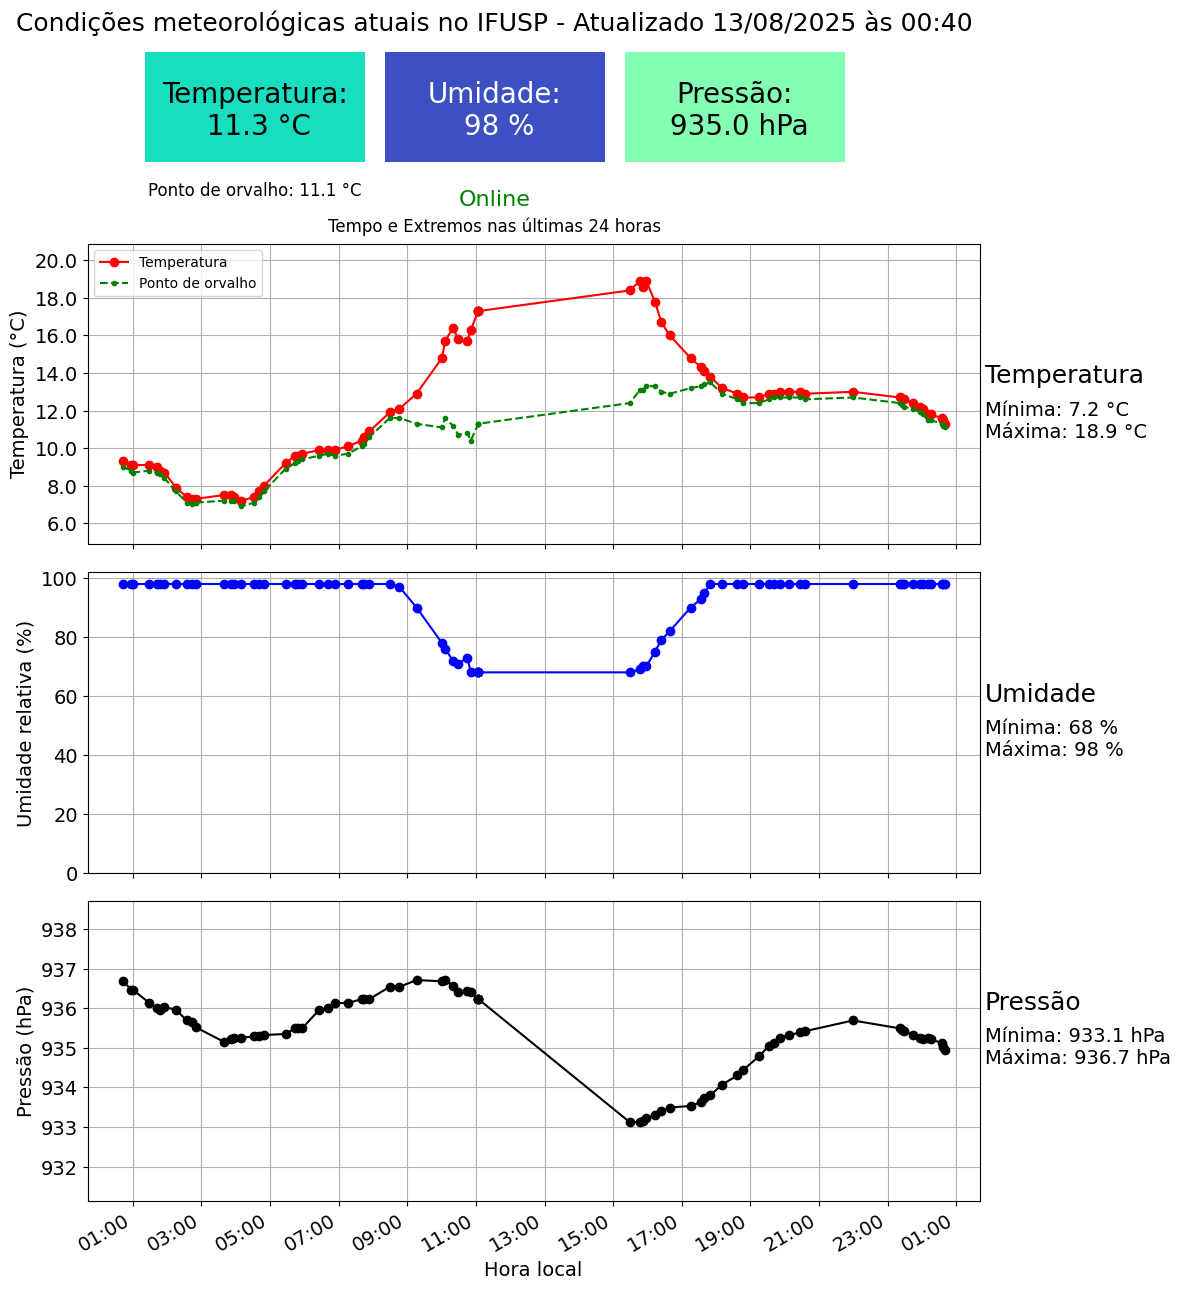 Condições meteorológicas atuais no IFUSP - Atualizado 13/08/2025 às 00:40
Temperatura:
11.3 °C
Umidade:
98 %
Pressão:
935.0 hPa
Ponto de orvalho: 11.1 °C
Online
Tempo e Extremos nas últimas 24 horas
Temperatura
Ponto de orvalho
Temperatura (°C)
20.0
18.0
16.0
14.0
12.0
10.0
8.0
6.0
Temperatura
Mínima: 7.2 °C
Máxima: 18.9 °C
Umidade relativa (%)
100
80
60
40
20
0
Umidade
Mínima: 68 %
Máxima: 98 %
Pressão (hPa)
938
937
936
935
934
933
932
Pressão
Mínima: 933.1 hPa
Máxima: 936.7 hPa
01:00
03:00
05:00
07:00
09:00
11:00
13:00
15:00
17:00
19:00
21:00
23:00
01:00
Hora local